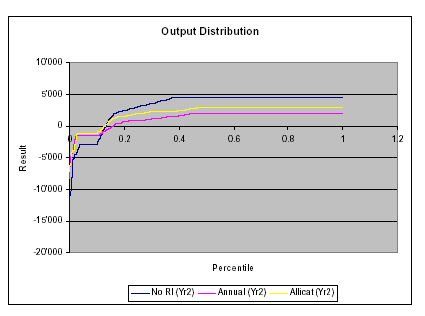 Output Distribution
10'000
5'000
0
-5'000
-10'000
-15'000
-20'000
0 0.2 0.4 0.6 0.8 1 1.2
Result
Percentile
No RI (Yr2) Annual (Yr2) Allicat (Yr2)